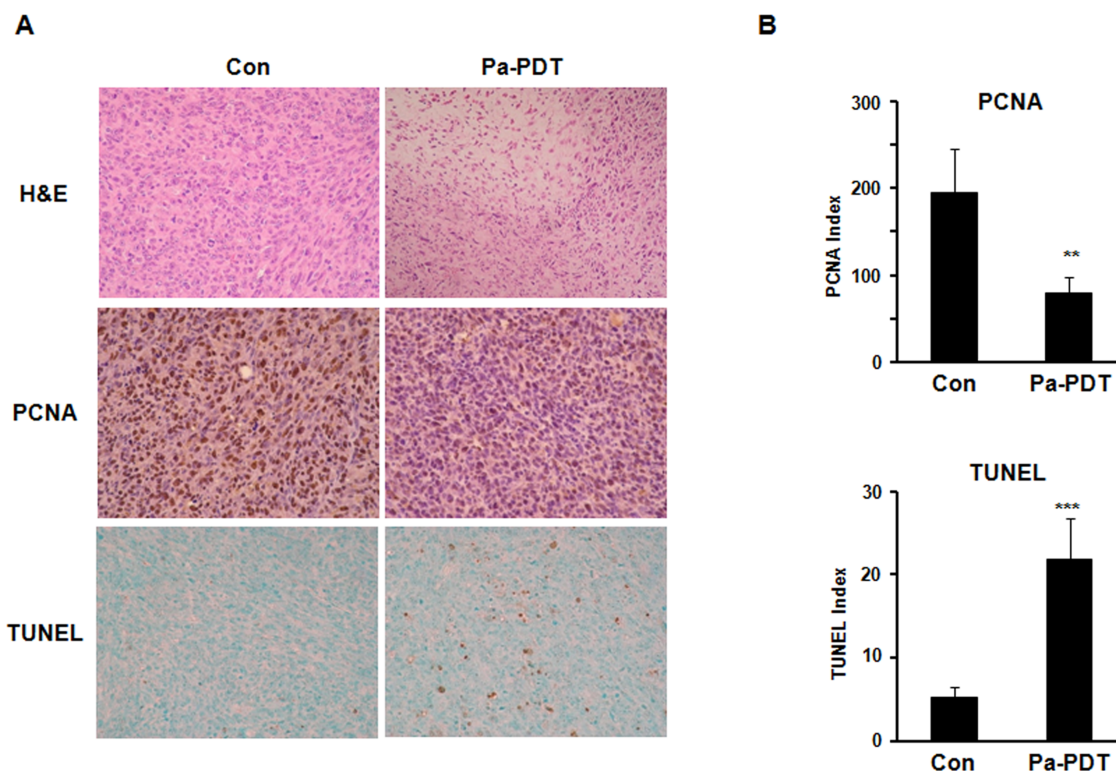 A
Con Pa-PDT
H&E
PCNA
TUNEL
B
PCNA
300
200
100
0
PCNA Index
**
Con Pa-PDT
TUNEL
30
20
10
0
TUNEL Index
***
Con Pa-PDT